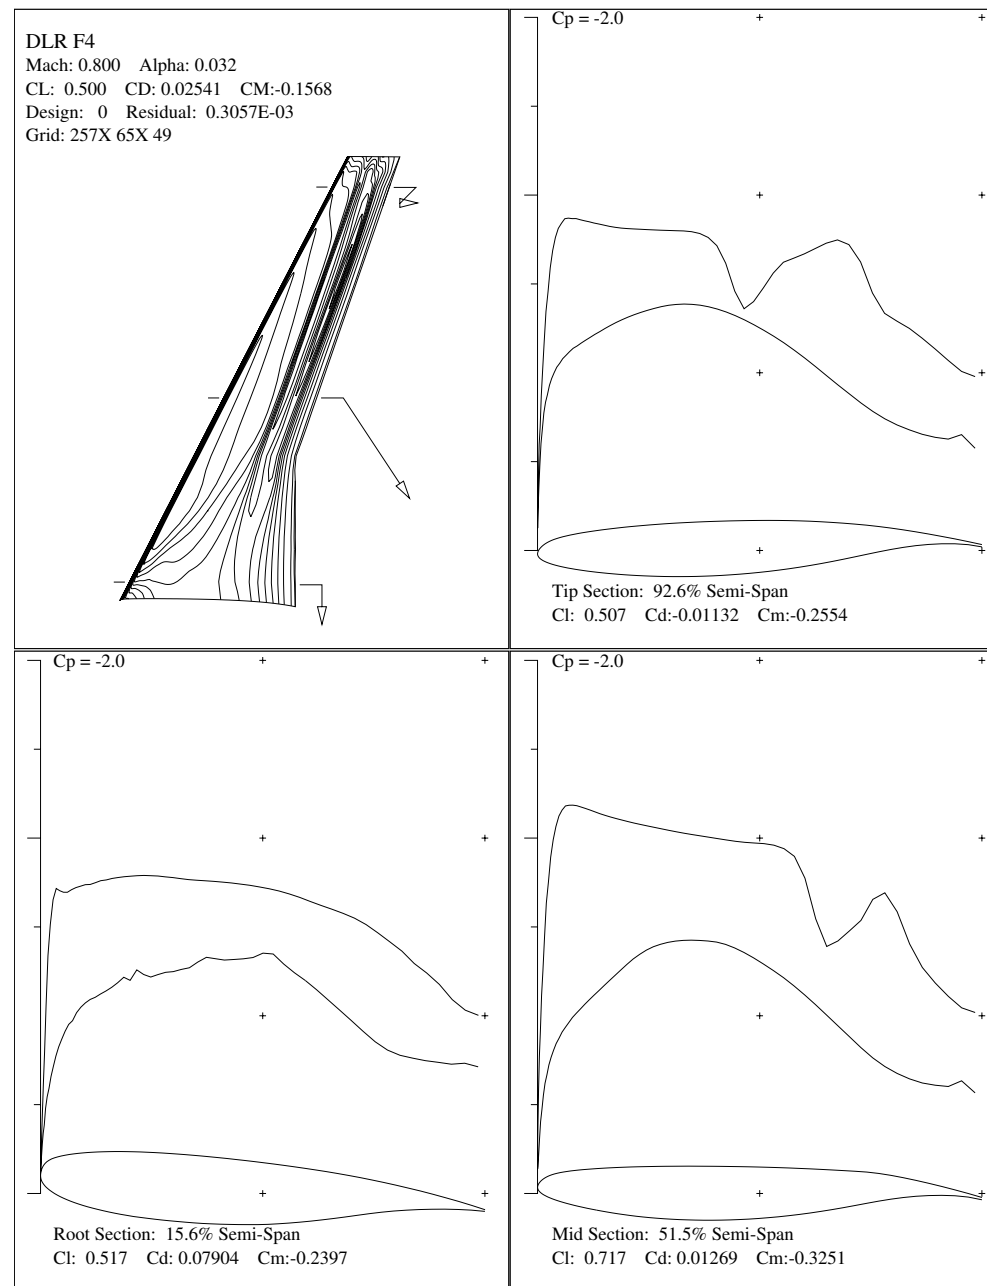 DLR F4
Mach: 0.800 Alpha: 0.032
CL: 0.500 CD: 0.02541 CM:-0.1568
Design: 0 Residual: 0.3057E-03
Grid: 257X 65X 49
Cp = -2.0
Tip Section: 92.6% Semi-Span
Cl: 0.507 Cd:-0.01132 Cm:-0.2554
Cp = -2.0
Root Section: 15.6% Semi-Span
Cl: 0.517 Cd: 0.07904 Cm:-0.2397
Cp = -2.0
Mid Section: 51.5% Semi-Span
Cl: 0.717 Cd: 0.01269 Cm:-0.3251